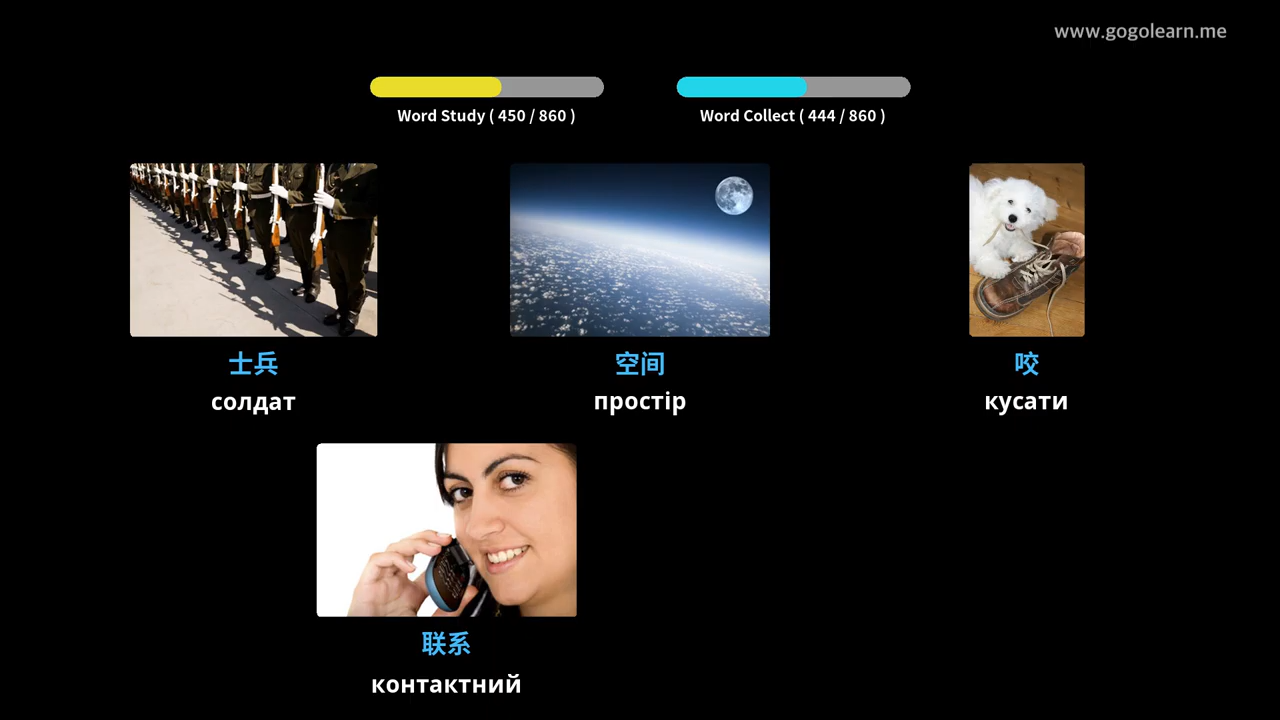 www.gogolearn.me
Word Study ( 450 / 860 )
Word Collect ( 444 / 860 )
士兵
солдат
空间
простір
咬
кусати
联系
контактний